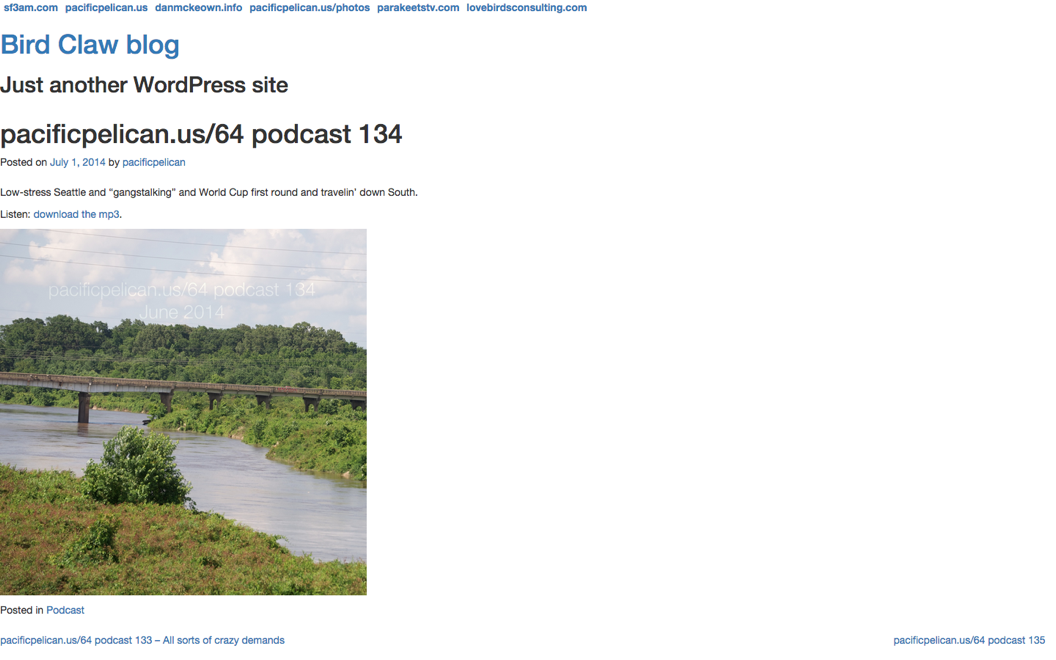 sf3am.com pacificpelican.us danmckeown.info pacificpelican.us/photos parakeetstv.com lovebirdsconsulting.com
Bird Claw blog
Just another WordPress site
pacificpelican.us/64 podcast 134
Posted on July 1, 2014 by pacificpelican
Low-stress Seattle and “gangstalking” and World Cup first round and travelin’ down South.
Listen: download the mp3.
pacificpelican.us/64 podcast 134
June 2014
Posted in Podcast
pacificpelican.us/64 podcast 133 – All sorts of crazy demands
pacificpelican.us/64 podcast 135